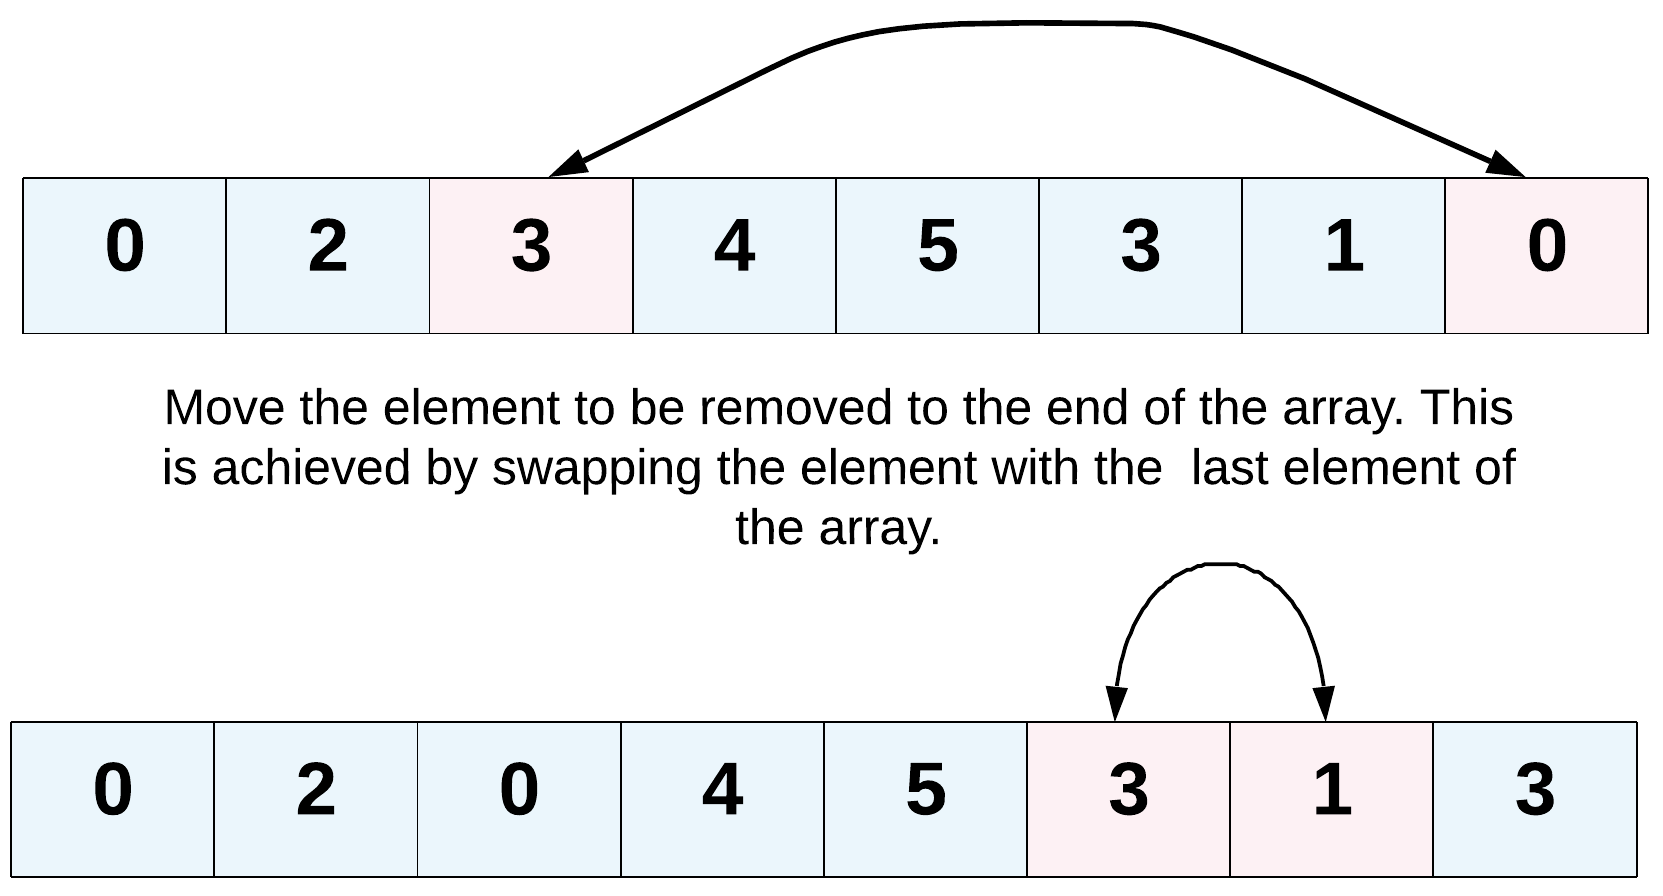 0 2 3 4 5 3 1 0
Move the element to be removed to the end of the array. This
is achieved by swapping the element with the  last element of
the array.
0 2 0 4 5 3 1 3